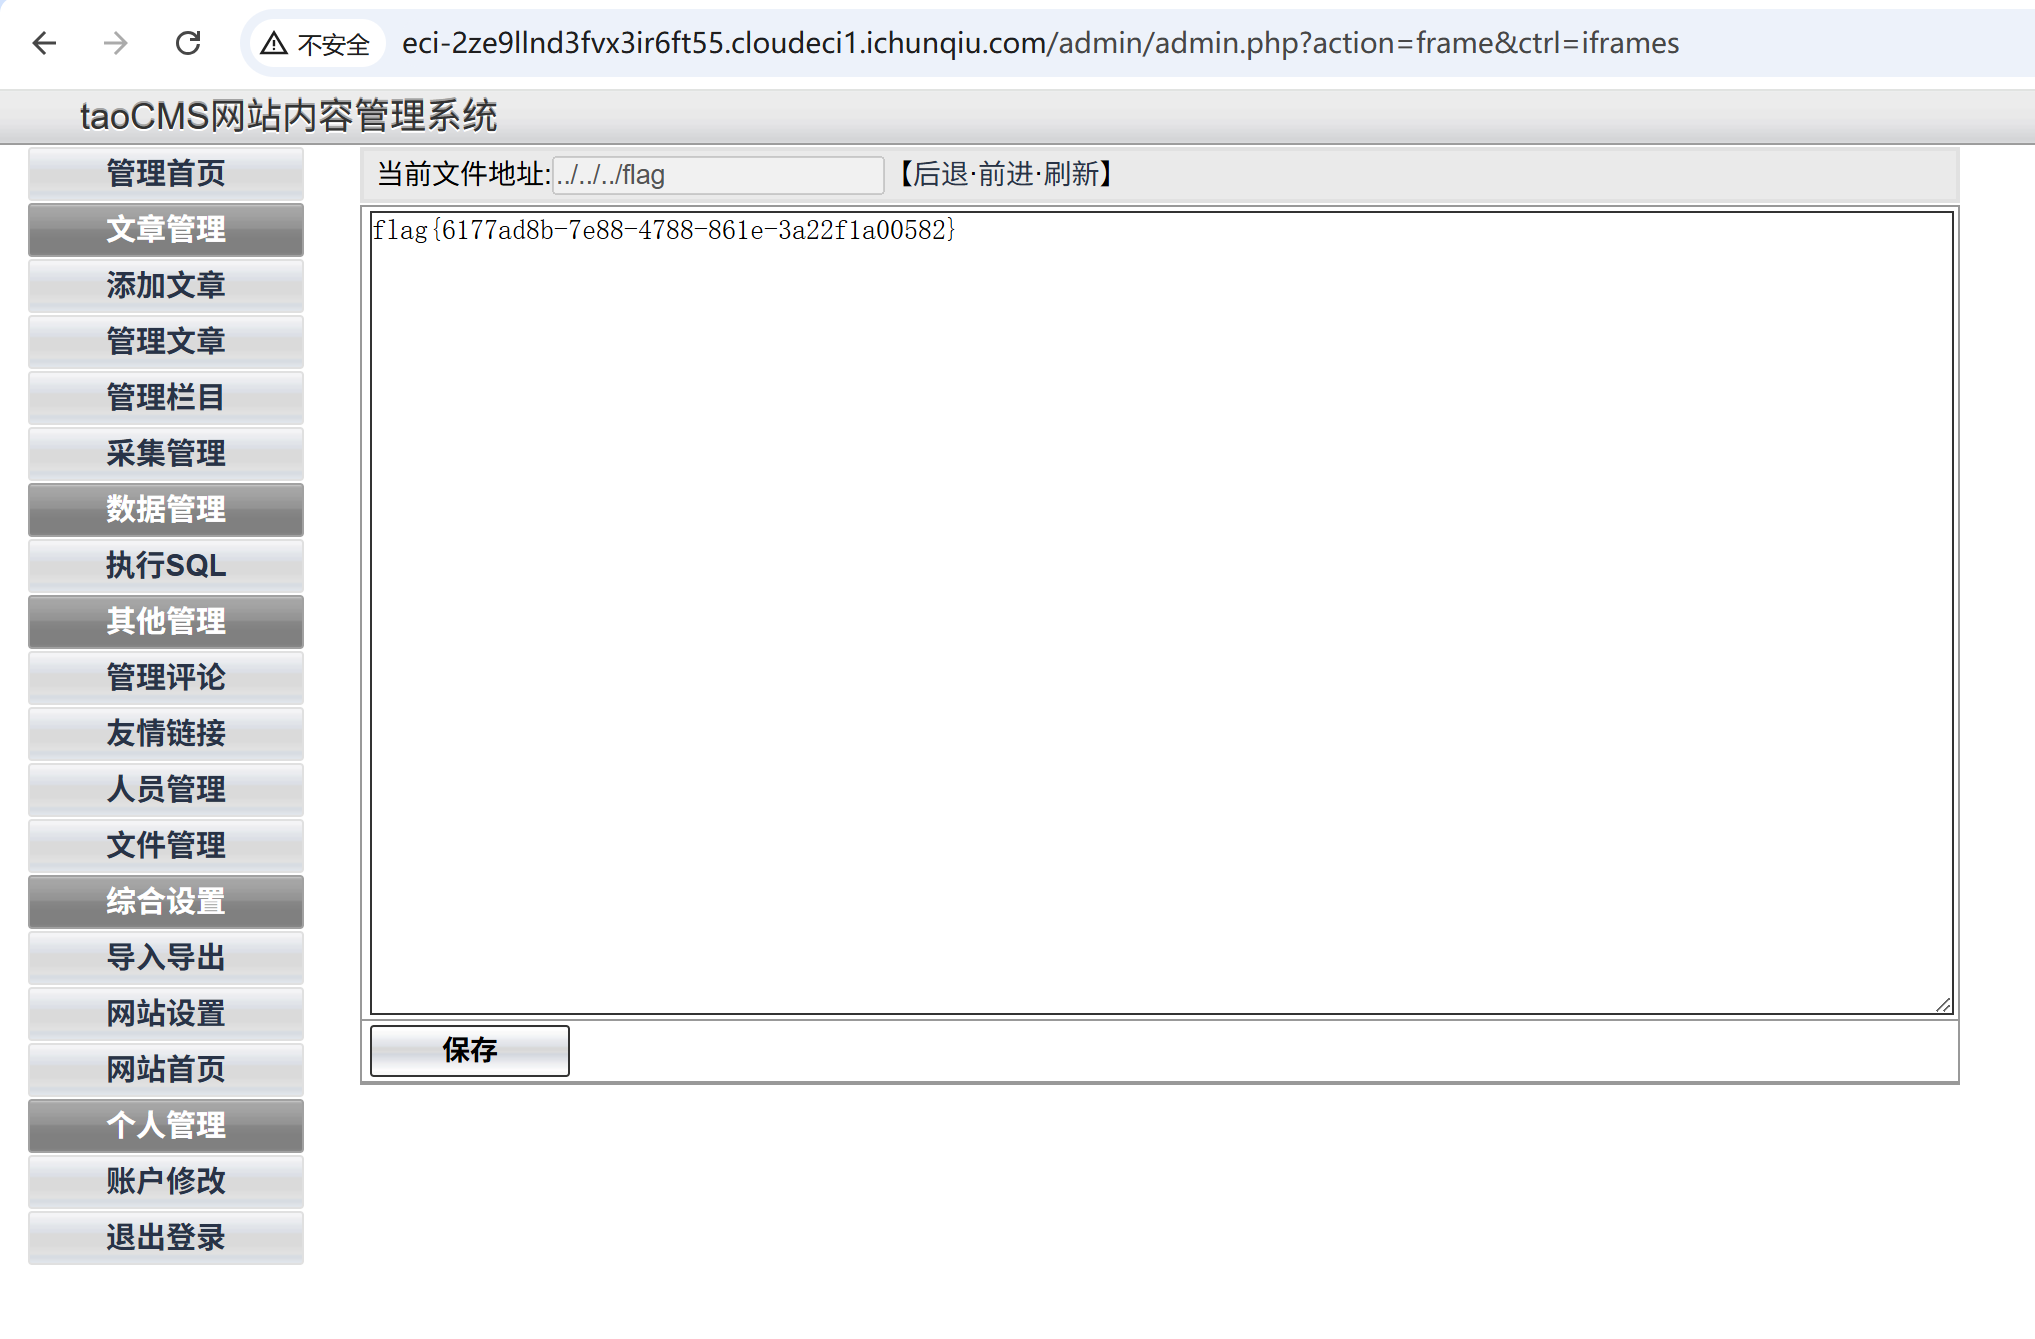 不安全 eci-2ze9llnd3fvx3ir6ft55.cloudeci1.ichunqiu.com/admin/admin.php?action=frame&ctrl=iframes
taoCMS网站内容管理系统
管理首页
文章管理
添加文章
管理文章
管理栏目
采集管理
数据管理
执行SQL
其他管理
管理评论
友情链接
人员管理
文件管理
综合设置
导入导出
网站设置
网站首页
个人管理
账户修改
退出登录
当前文件地址:../../../flag 【后退·前进·刷新】
flag{6177ad8b-7e88-4788-861e-3a22f1a00582}
保存